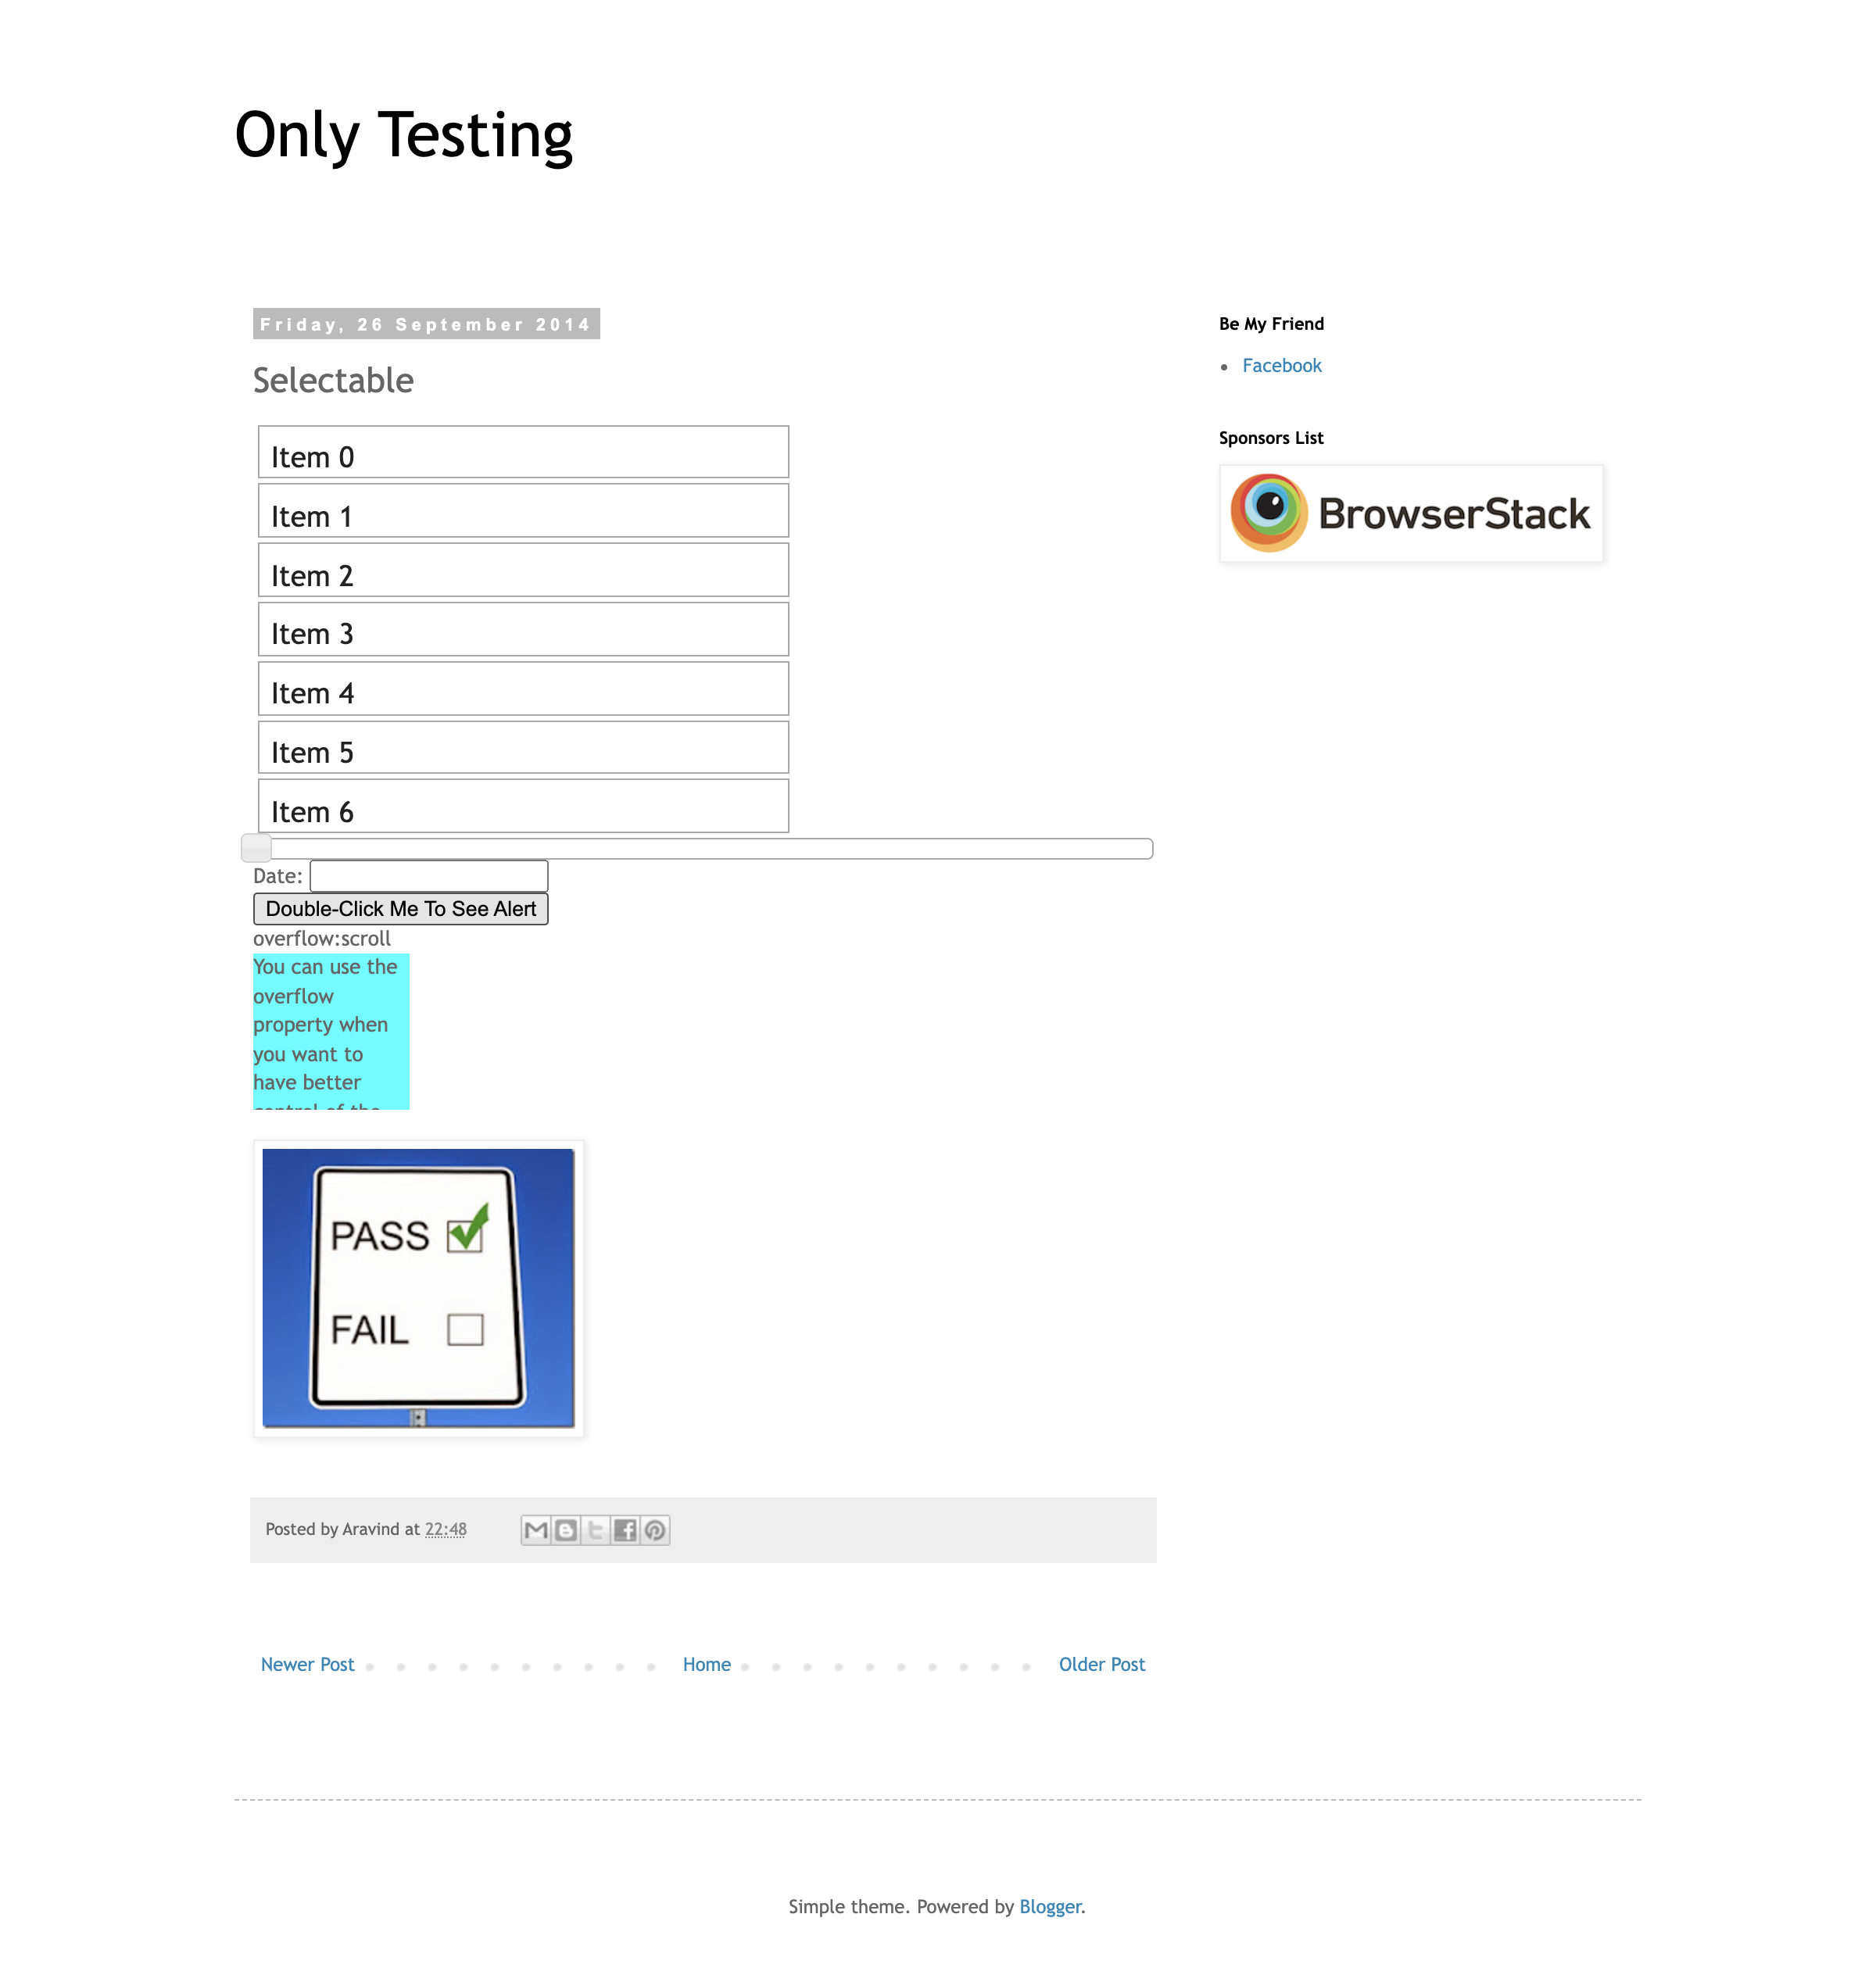 Only Testing
Friday, 26 September 2014
Selectable
Item 0
Item 1
Item 2
Item 3
Item 4
Item 5
Item 6
Date:
Double-Click Me To See Alert
overflow:scroll
You can use the
overflow
property when
you want to
have better
control of the
PASS
FAIL
Posted by Aravind at 22:48
Newer Post
Home
Older Post
Be My Friend
Facebook
Sponsors List
BrowserStack
Simple theme. Powered by Blogger.